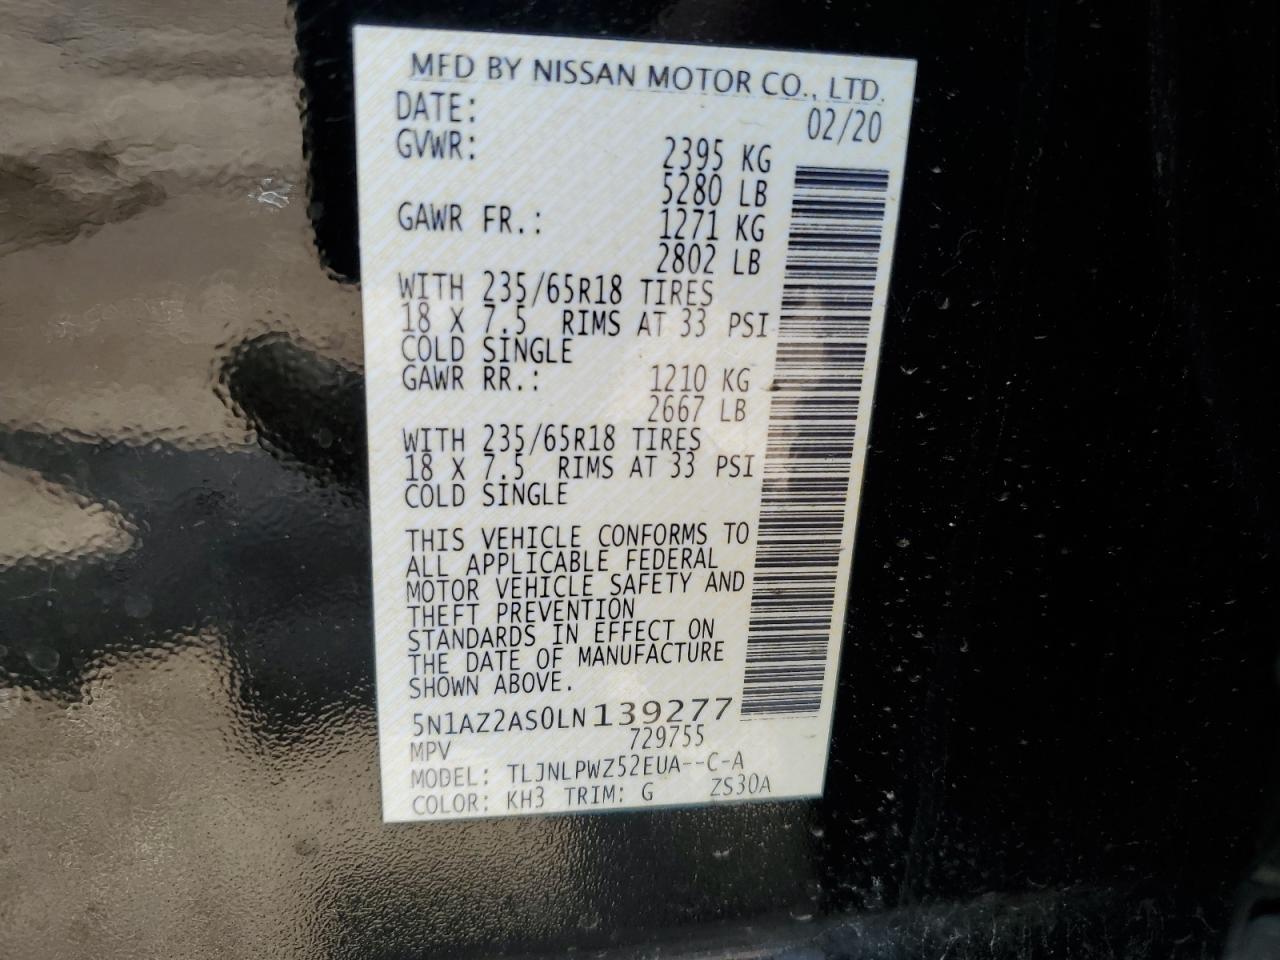 MFD BY NISSAN MOTOR CO., LTD.
DATE: 02/20
GVWR: 2395 KG
5280 LB
GAWR FR.: 1271 KG
2802 LB
WITH 235/65R18 TIRES
18 X 7.5 RIMS AT 33 PSI
COLD SINGLE
GAWR RR.: 1210 KG
2667 LB
WITH 235/65R18 TIRES
18 X 7.5 RIMS AT 33 PSI
COLD SINGLE
THIS VEHICLE CONFORMS TO
ALL APPLICABLE FEDERAL
MOTOR VEHICLE SAFETY AND
THEFT PREVENTION
STANDARDS IN EFFECT ON
THE DATE OF MANUFACTURE
SHOWN ABOVE.
5N1AZ2AS0LN139277
MPV 729755
MODEL: TLJNLPWZ52EUA--C-A
COLOR: KH3 TRIM: G ZS30A